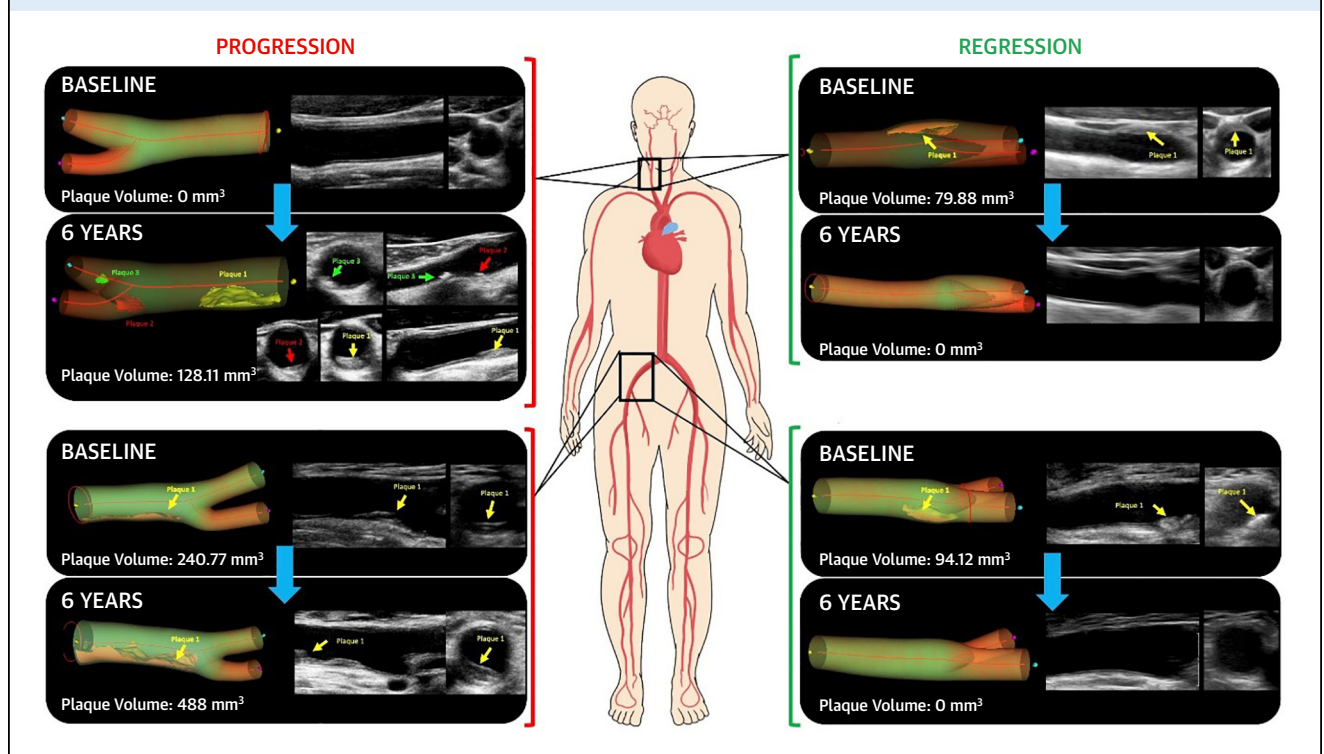 PROGRESSION
BASELINE
Plaque Volume: 0 mm³
6 YEARS
Plaque 3
Plaque 1
Plaque 2
Plaque 3
Plaque 3
Plaque 2
Plaque 2
Plaque 1
Plaque 1
Plaque Volume: 128.11 mm³
BASELINE
Plaque 1
Plaque 1
Plaque 1
Plaque Volume: 240.77 mm³
6 YEARS
Plaque 1
Plaque 1
Plaque 1
Plaque Volume: 488 mm³
REGRESSION
BASELINE
Plaque 1
Plaque 1
Plaque 1
Plaque Volume: 79.88 mm³
6 YEARS
Plaque Volume: 0 mm³
BASELINE
Plaque 1
Plaque 1
Plaque 1
Plaque Volume: 94.12 mm³
6 YEARS
Plaque Volume: 0 mm³